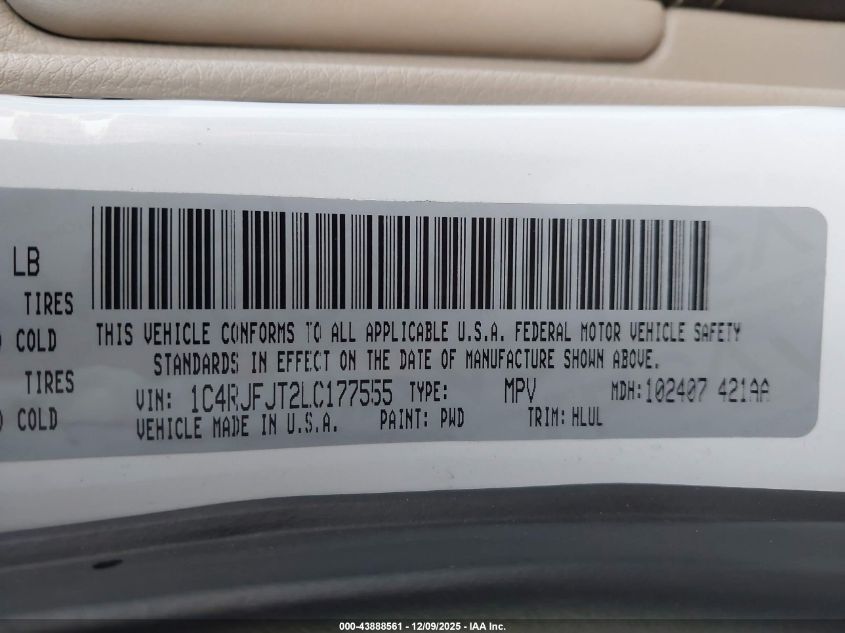 LB
TIRES
COLD
TIRES
COLD
THIS VEHICLE CONFORMS TO ALL APPLICABLE U.S.A. FEDERAL MOTOR VEHICLE SAFETY
STANDARDS IN EFFECT ON THE DATE OF MANUFACTURE SHOWN ABOVE.
VIN: 1C4RJFJT2LC177555 TYPE: MPV MDH:102407 421AA
VEHICLE MADE IN U.S.A. PAINT: PWD TRIM: HLUL
000-43888561 - 12/09/2025 - IAA Inc.